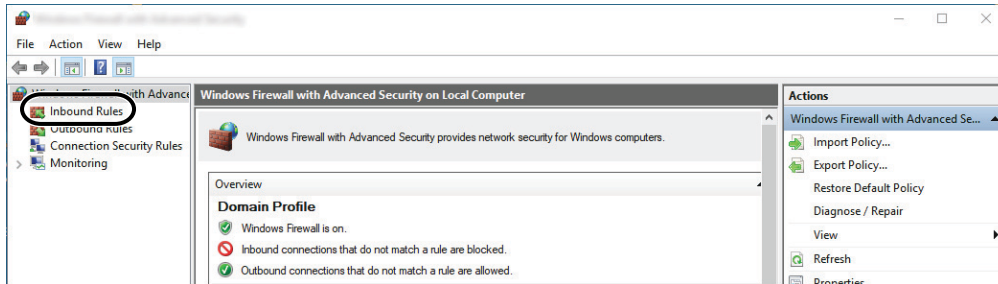 File Action View Help
with Advance
Inbound Rules
Outbound Rules
Connection Security Rules
Monitoring
Windows Firewall with Advanced Security on Local Computer
Windows Firewall with Advanced Security provides network security for Windows computers.
Overview
Domain Profile
Windows Firewall is on.
Inbound connections that do not match a rule are blocked.
Outbound connections that do not match a rule are allowed.
Actions
Windows Firewall with Advanced Se...
Import Policy...
Export Policy...
Restore Default Policy
Diagnose / Repair
View
Refresh
Properties